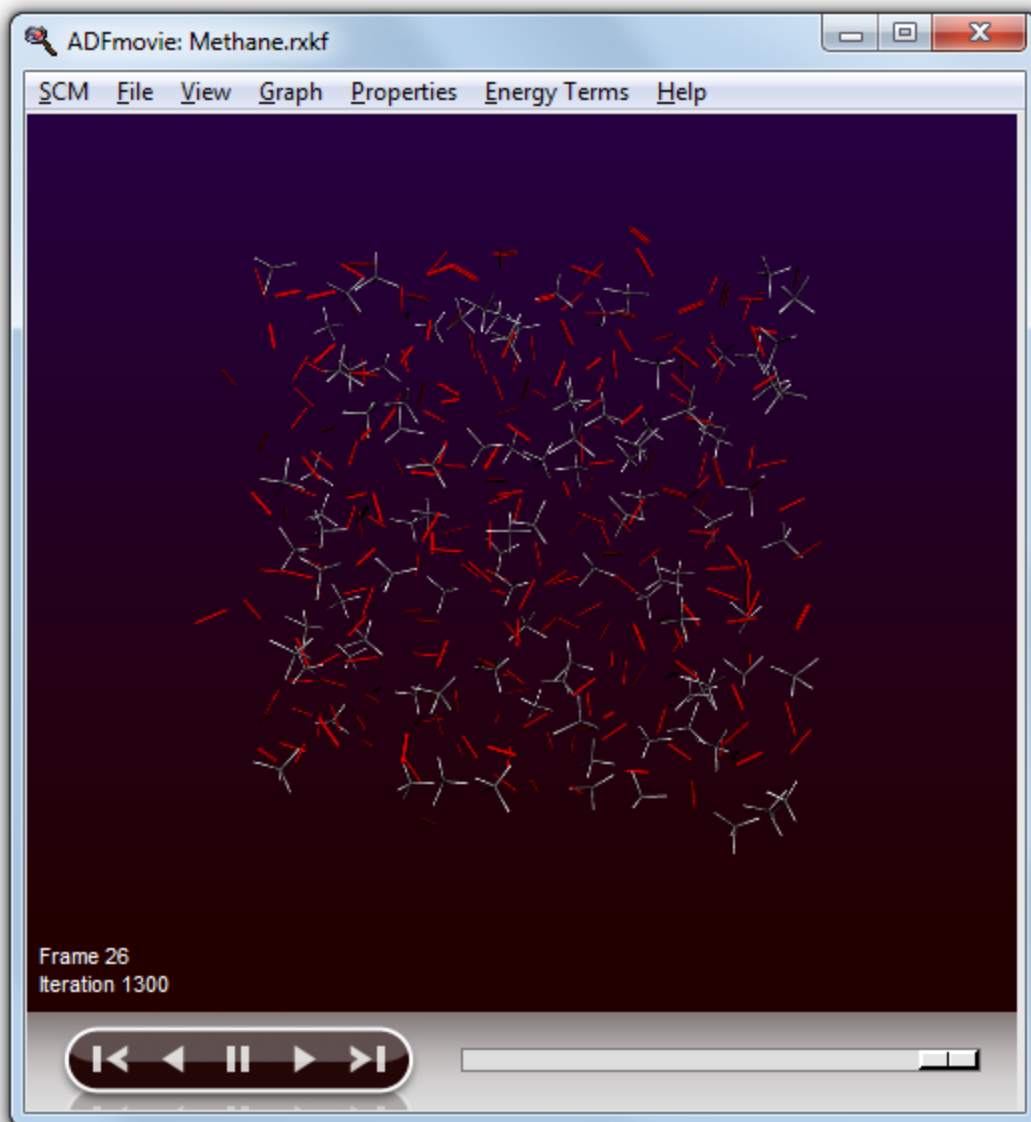 ADFmovie: Methane.rxkf
SCM File View Graph Properties Energy Terms Help
Frame 26
Iteration 1300